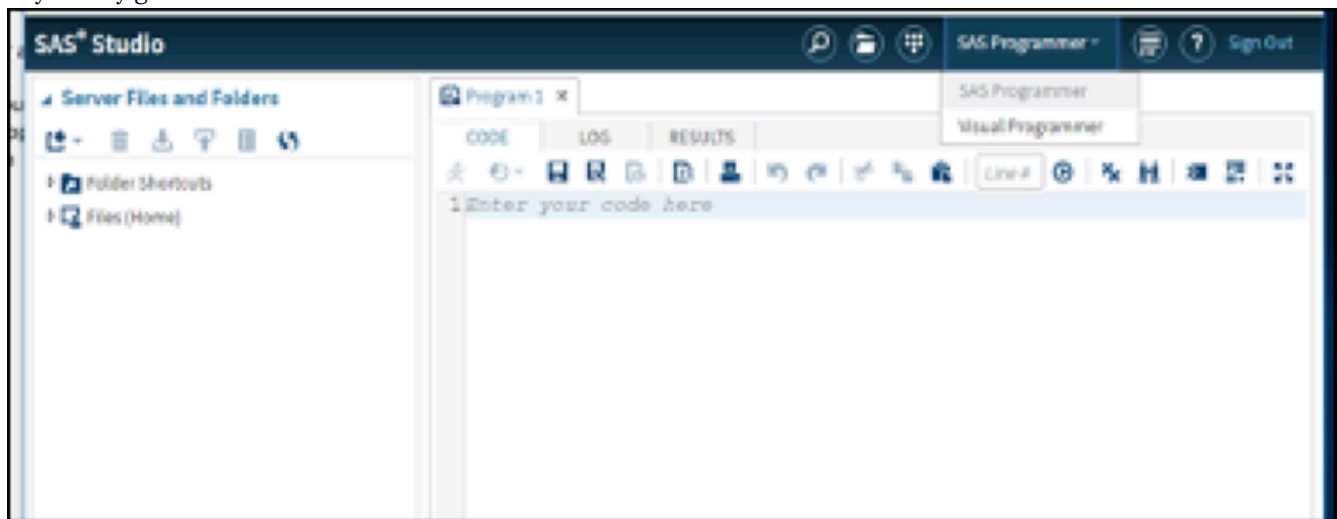 SAS® Studio
SAS Programmer
Sign Out
SAS Programmer
Visual Programmer
Server Files and Folders
Folder Shortcuts
Files (Home)
Program 1
CODE LOG RESULTS
Line #
1 Enter your code here